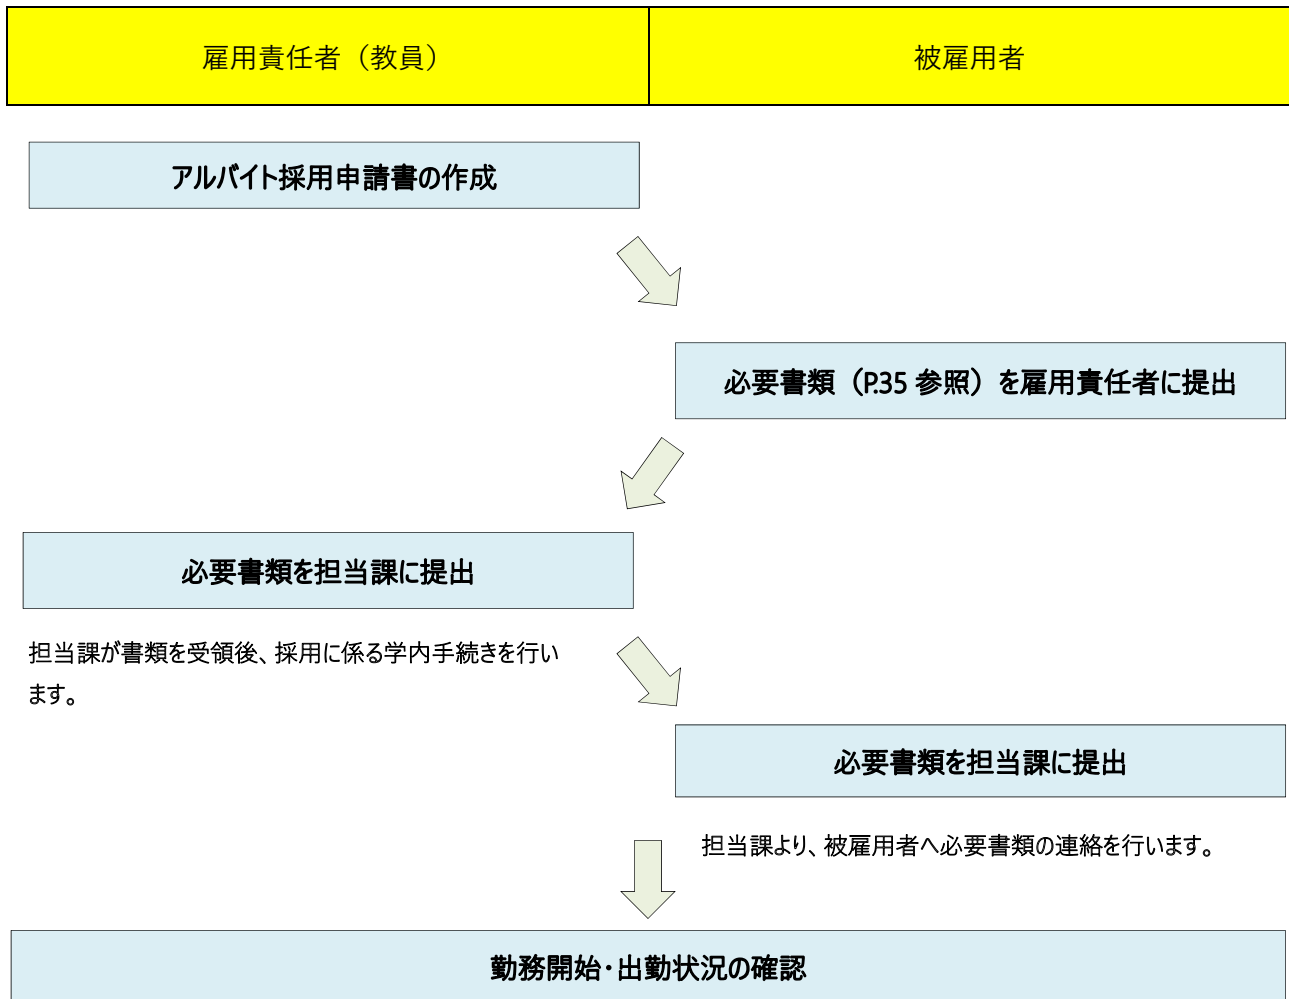 雇用責任者（教員）
被雇用者
アルバイト採用申請書の作成
必要書類（P.35 参照）を雇用責任者に提出
必要書類を担当課に提出
担当課が書類を受領後、採用に係る学内手続きを行い
ます。
必要書類を担当課に提出
担当課より、被雇用者へ必要書類の連絡を行います。
勤務開始・出勤状況の確認